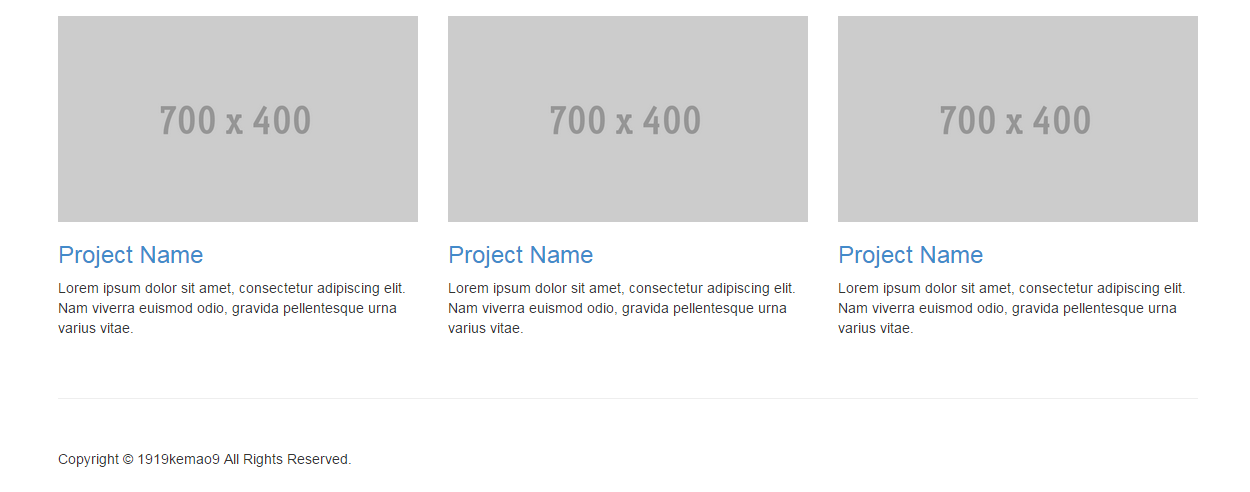 700 x 400
700 x 400
700 x 400
Project Name
Lorem ipsum dolor sit amet, consectetur adipiscing elit.
Nam viverra euismod odio, gravida pellentesque urna
varius vitae.
Project Name
Lorem ipsum dolor sit amet, consectetur adipiscing elit.
Nam viverra euismod odio, gravida pellentesque urna
varius vitae.
Project Name
Lorem ipsum dolor sit amet, consectetur adipiscing elit.
Nam viverra euismod odio, gravida pellentesque urna
varius vitae.
Copyright © 1919kemao9 All Rights Reserved.